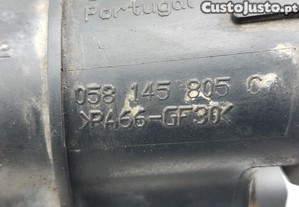 Portugal
CustoJusto.pt
058 145 805 C
>PA66-GF30<